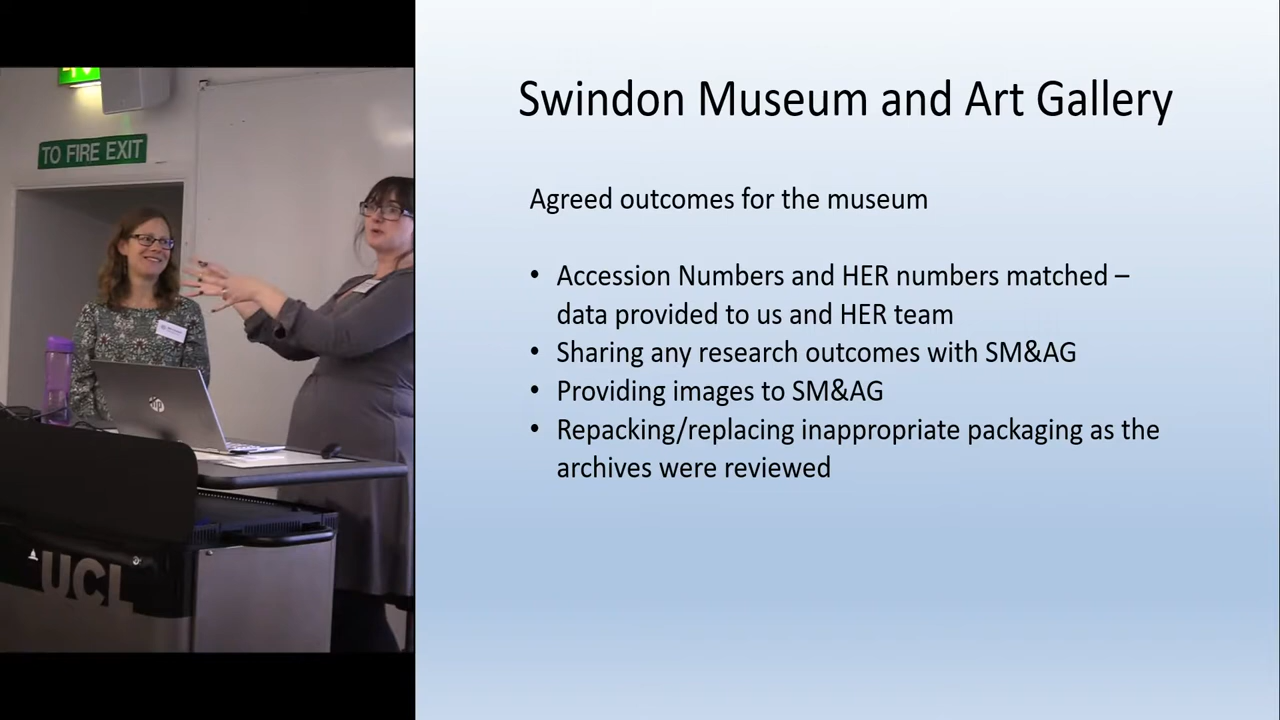 TO FIRE EXIT
hp
UCL
Swindon Museum and Art Gallery
Agreed outcomes for the museum
• Accession Numbers and HER numbers matched –
data provided to us and HER team
• Sharing any research outcomes with SM&AG
• Providing images to SM&AG
• Repacking/replacing inappropriate packaging as the
archives were reviewed